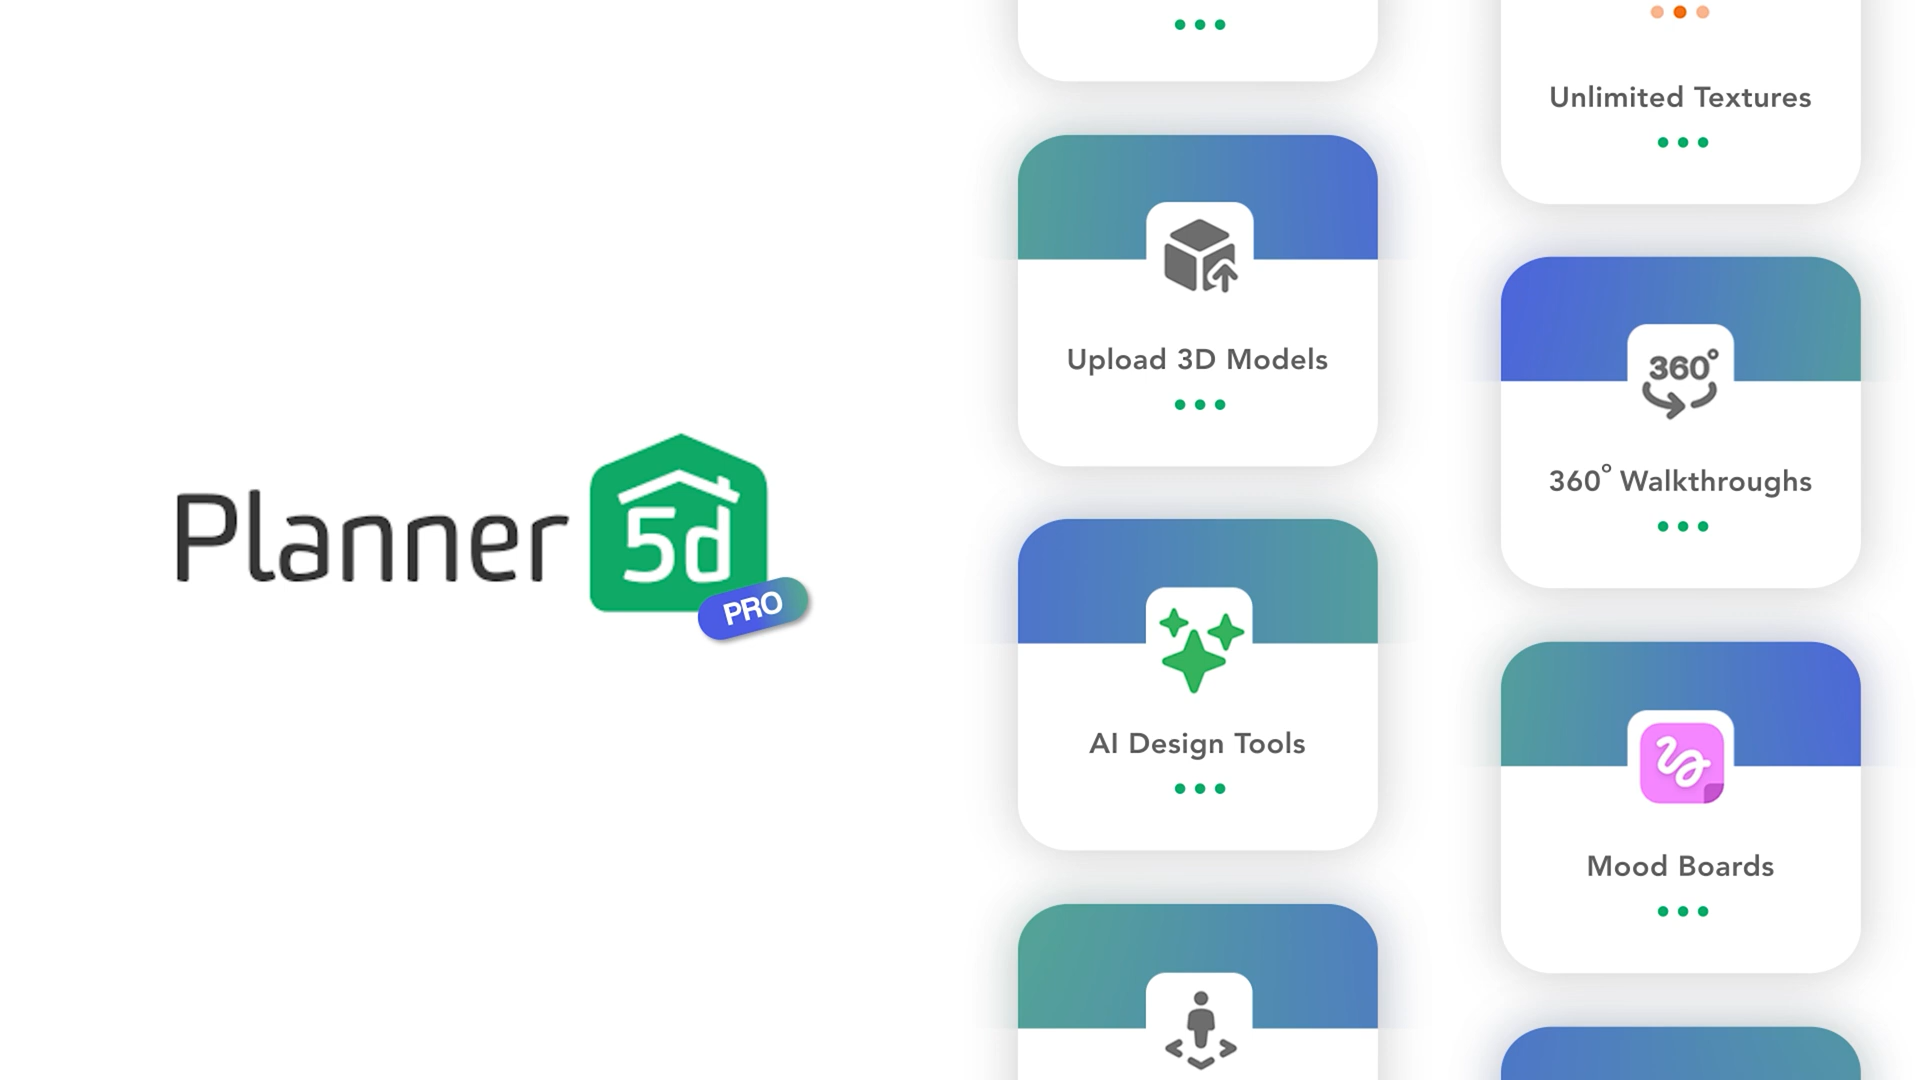 Planner
5d
PRO
Upload 3D Models
AI Design Tools
Unlimited Textures
360°
360° Walkthroughs
Mood Boards